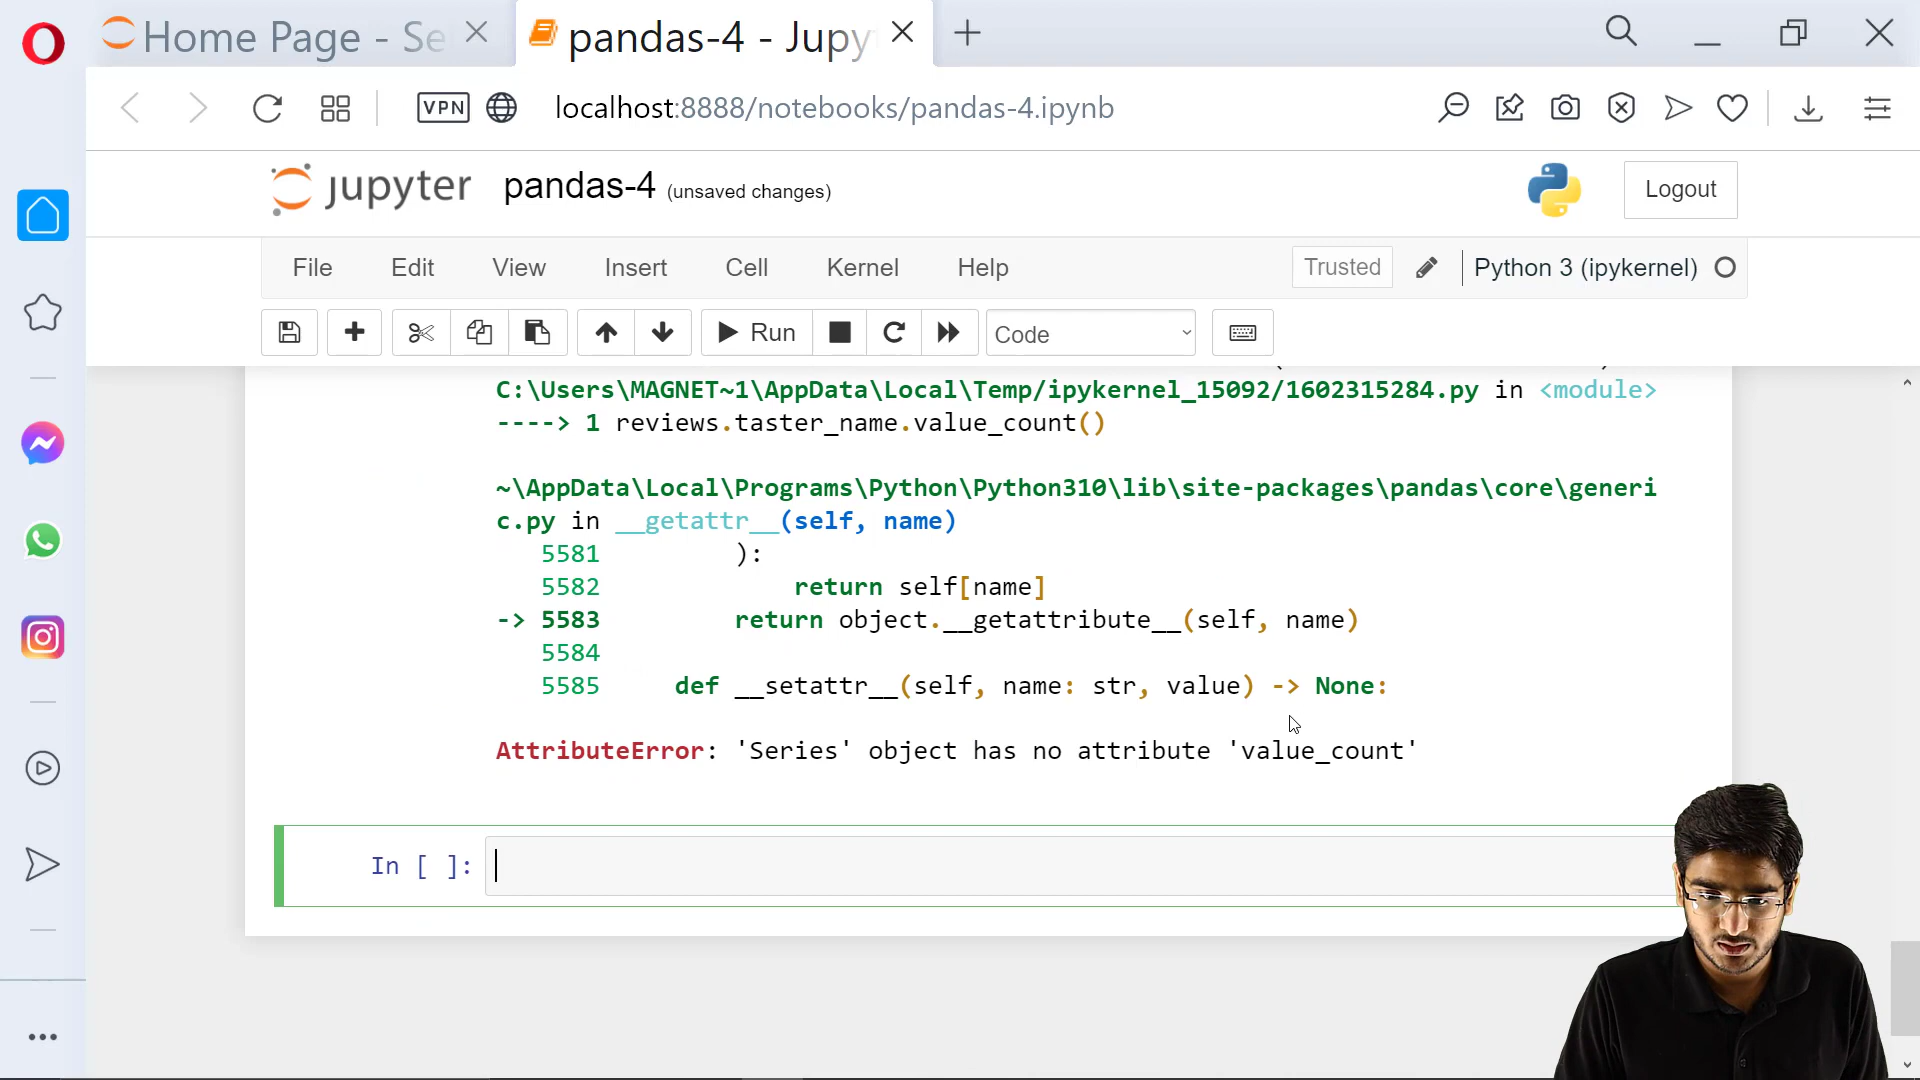 Home Page - Se
pandas-4 - Jupy
VPN
localhost:8888/notebooks/pandas-4.ipynb
jupyter pandas-4 (unsaved changes)
Logout
File Edit View Insert Cell Kernel Help
Trusted
Python 3 (ipykernel)
Run
Code
C:\Users\MAGNET~1\AppData\Local\Temp/ipykernel_15092/1602315284.py in <module>
----> 1 reviews.taster_name.value_count()
~\AppData\Local\Programs\Python\Python310\lib\site-packages\pandas\core\generi
c.py in __getattr__(self, name)
5581 ):
5582 return self[name]
-> 5583 return object.__getattribute__(self, name)
5584
5585 def __setattr__(self, name: str, value) -> None:
AttributeError: 'Series' object has no attribute 'value_count'
In [ ]: